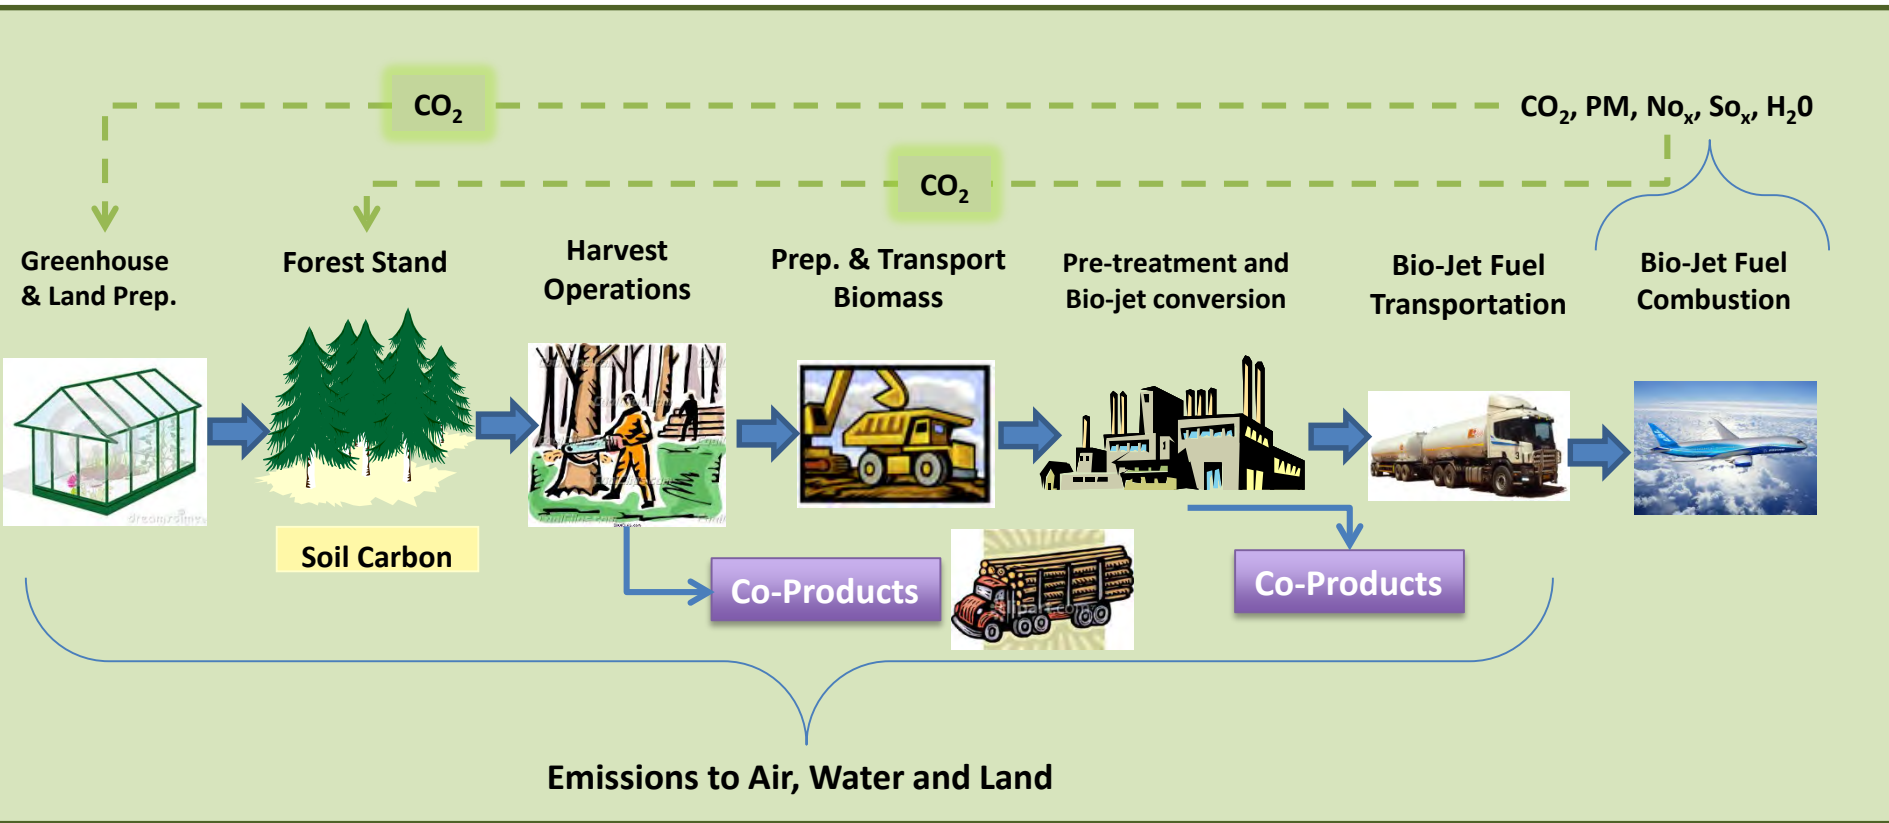 CO₂
CO₂, PM, Noₓ, Soₓ, H₂0
CO₂
Greenhouse
& Land Prep.
Forest Stand
Harvest
Operations
Prep. & Transport
Biomass
Pre-treatment and
Bio-jet conversion
Bio-Jet Fuel
Transportation
Bio-Jet Fuel
Combustion
dreamstime
Soil Carbon
Co-Products
Co-Products
Emissions to Air, Water and Land